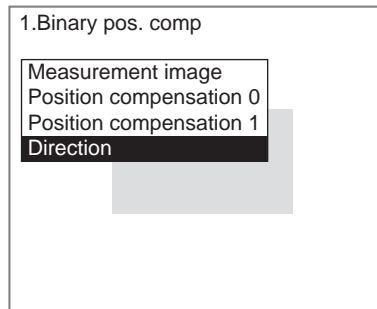 1.Binary pos. comp
Measurement image
Position compensation 0
Position compensation 1
Direction